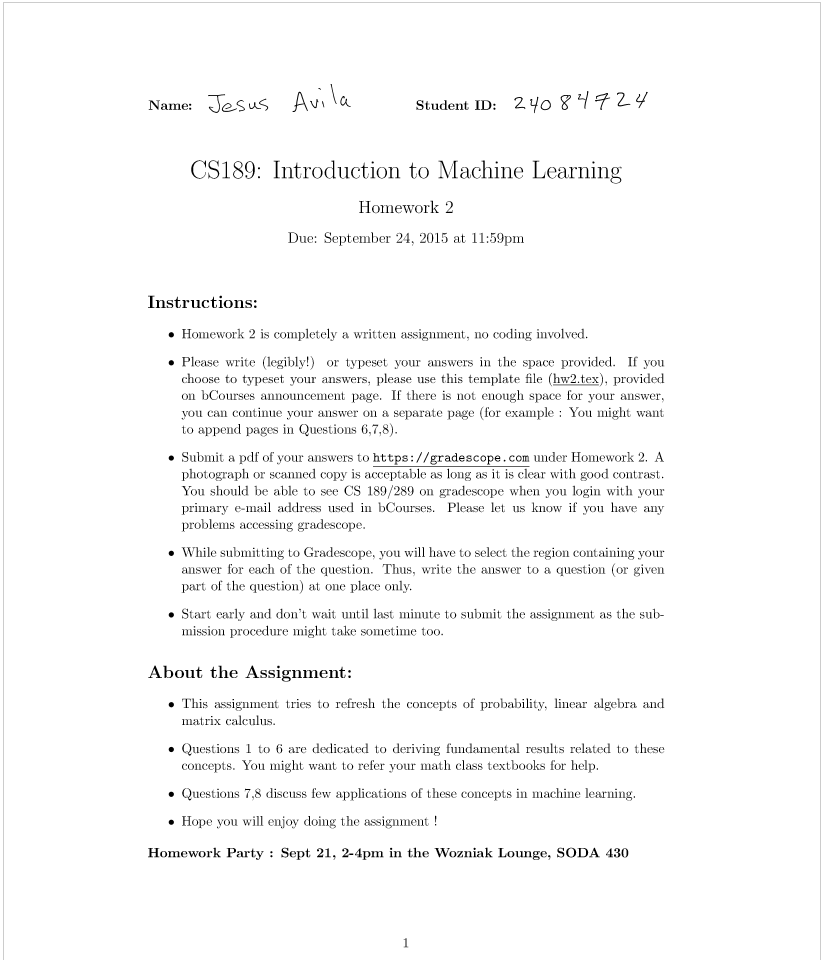 Name: Jesus Avila Student ID: 24084724
CS189: Introduction to Machine Learning
Homework 2
Due: September 24, 2015 at 11:59pm
Instructions:
• Homework 2 is completely a written assignment, no coding involved.
• Please write (legibly!) or typeset your answers in the space provided. If you
choose to typeset your answers, please use this template file (hw2.tex), provided
on bCourses announcement page. If there is not enough space for your answer,
you can continue your answer on a separate page (for example : You might want
to append pages in Questions 6,7,8).
• Submit a pdf of your answers to https://gradescope.com under Homework 2. A
photograph or scanned copy is acceptable as long as it is clear with good contrast.
You should be able to see CS 189/289 on gradescope when you login with your
primary e-mail address used in bCourses. Please let us know if you have any
problems accessing gradescope.
• While submitting to Gradescope, you will have to select the region containing your
answer for each of the question. Thus, write the answer to a question (or given
part of the question) at one place only.
• Start early and don't wait until last minute to submit the assignment as the sub-
mission procedure might take sometime too.
About the Assignment:
• This assignment tries to refresh the concepts of probability, linear algebra and
matrix calculus.
• Questions 1 to 6 are dedicated to deriving fundamental results related to these
concepts. You might want to refer your math class textbooks for help.
• Questions 7,8 discuss few applications of these concepts in machine learning.
• Hope you will enjoy doing the assignment !
Homework Party : Sept 21, 2-4pm in the Wozniak Lounge, SODA 430
1